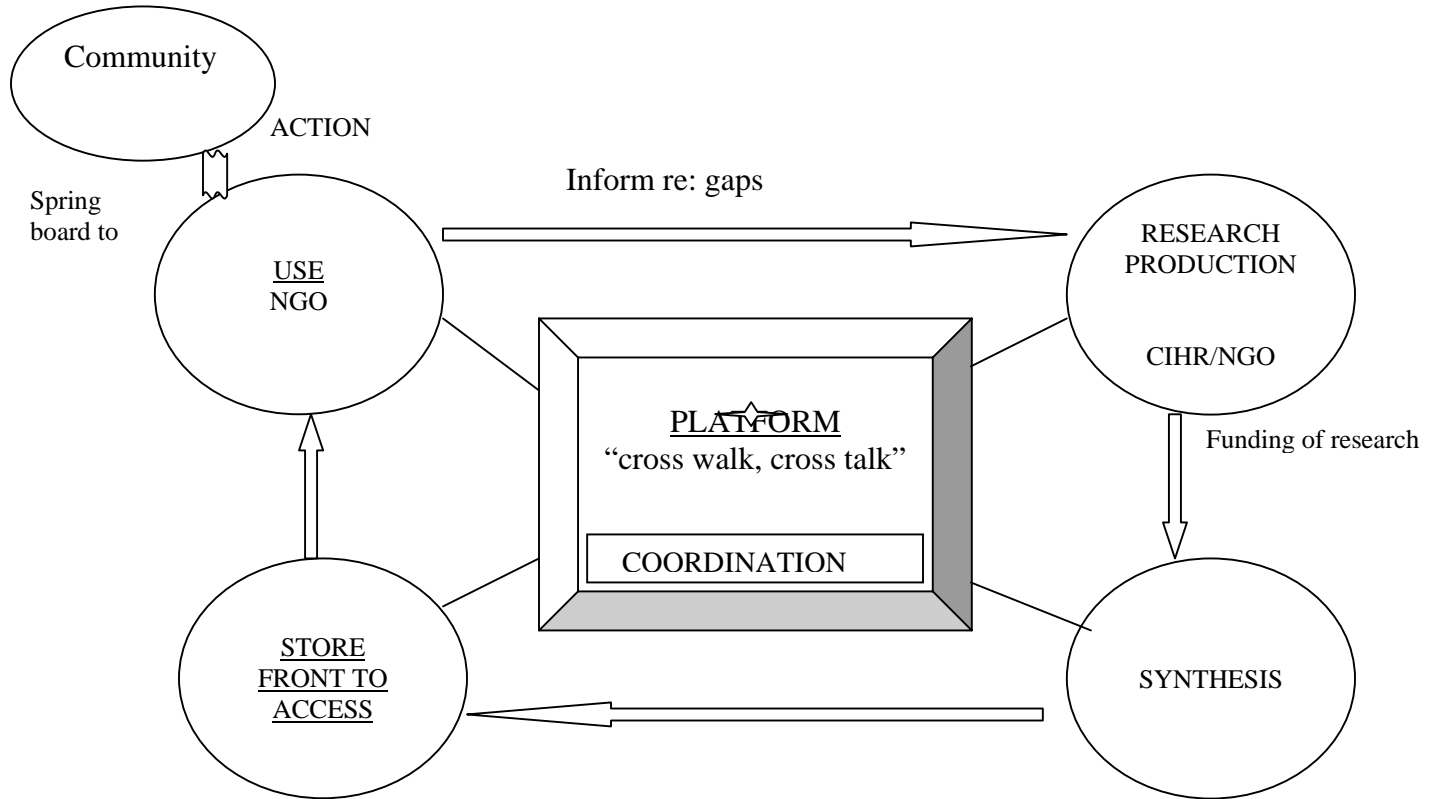 Community
ACTION
Spring
board to
Inform re: gaps
USE
NGO
RESEARCH
PRODUCTION
CIHR/NGO
Funding of research
PLATFORM
“cross walk, cross talk”
COORDINATION
STORE
FRONT TO
ACCESS
SYNTHESIS